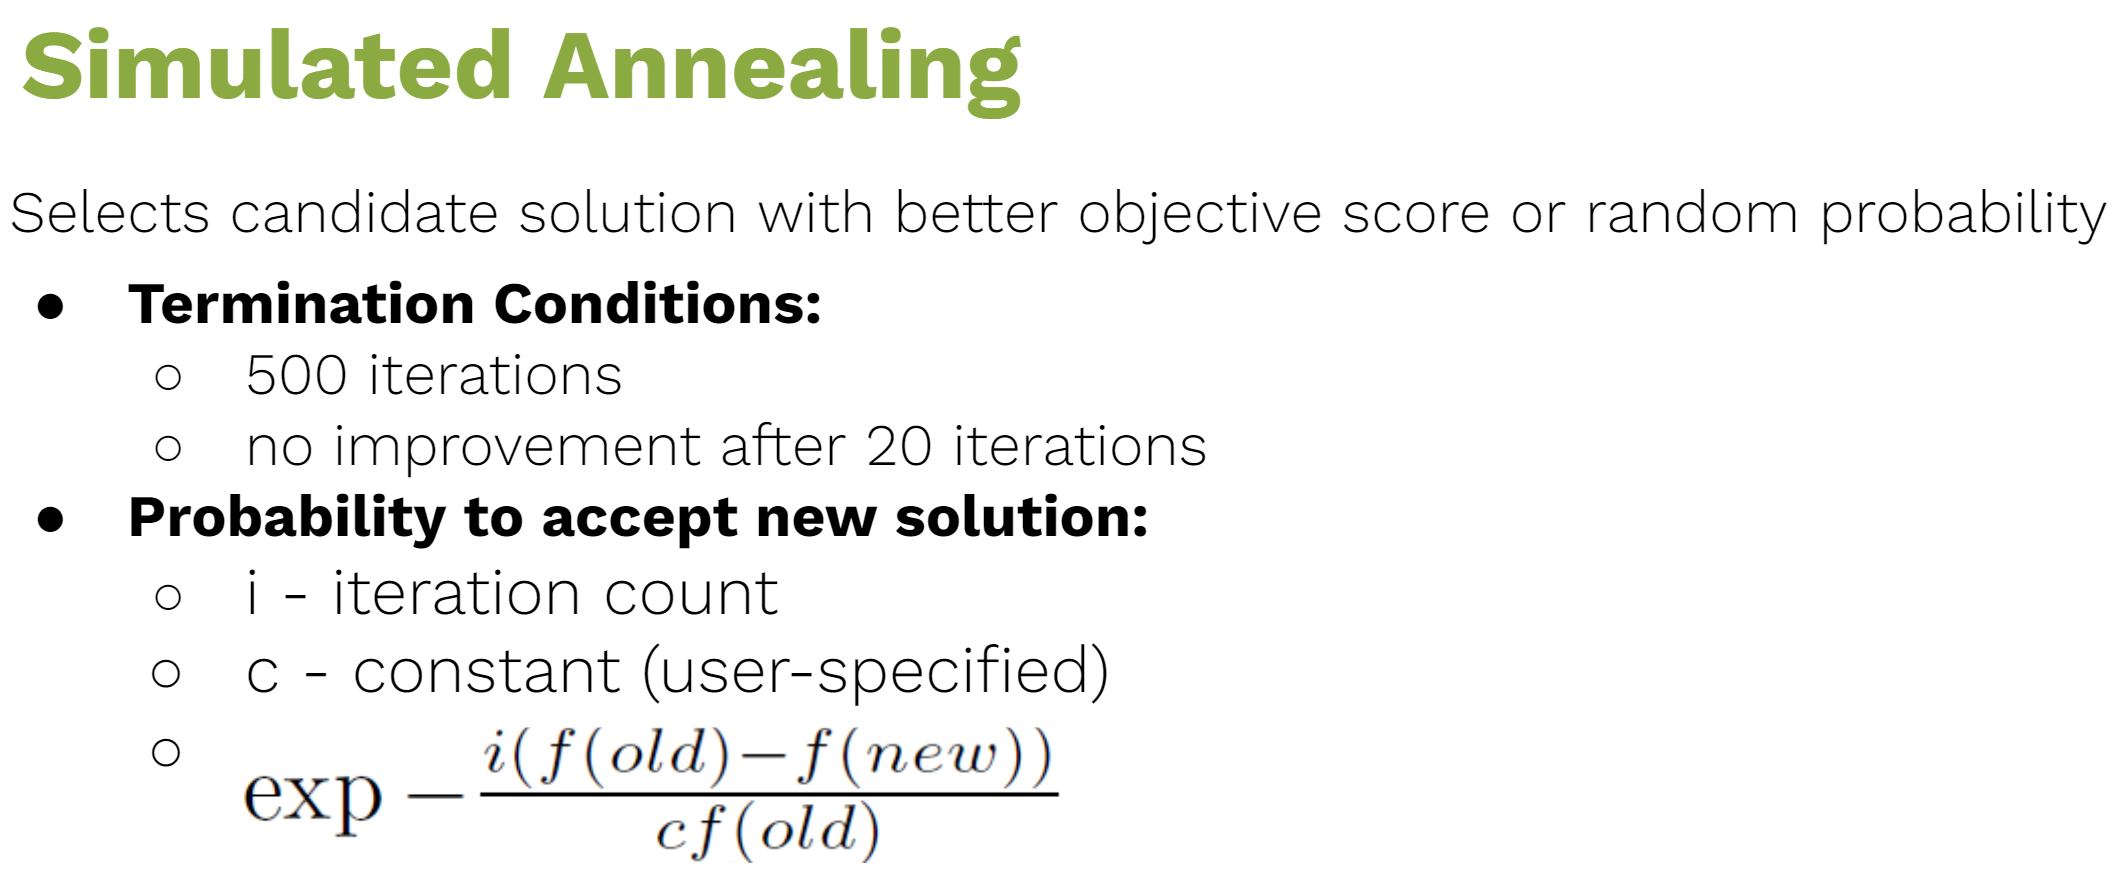 Simulated Annealing
Selects candidate solution with better objective score or random probability
● Termination Conditions:
○ 500 iterations
○ no improvement after 20 iterations
● Probability to accept new solution:
○ i - iteration count
○ c - constant (user-specified)
○ exp − i(f(old)−f(new)) / cf(old)